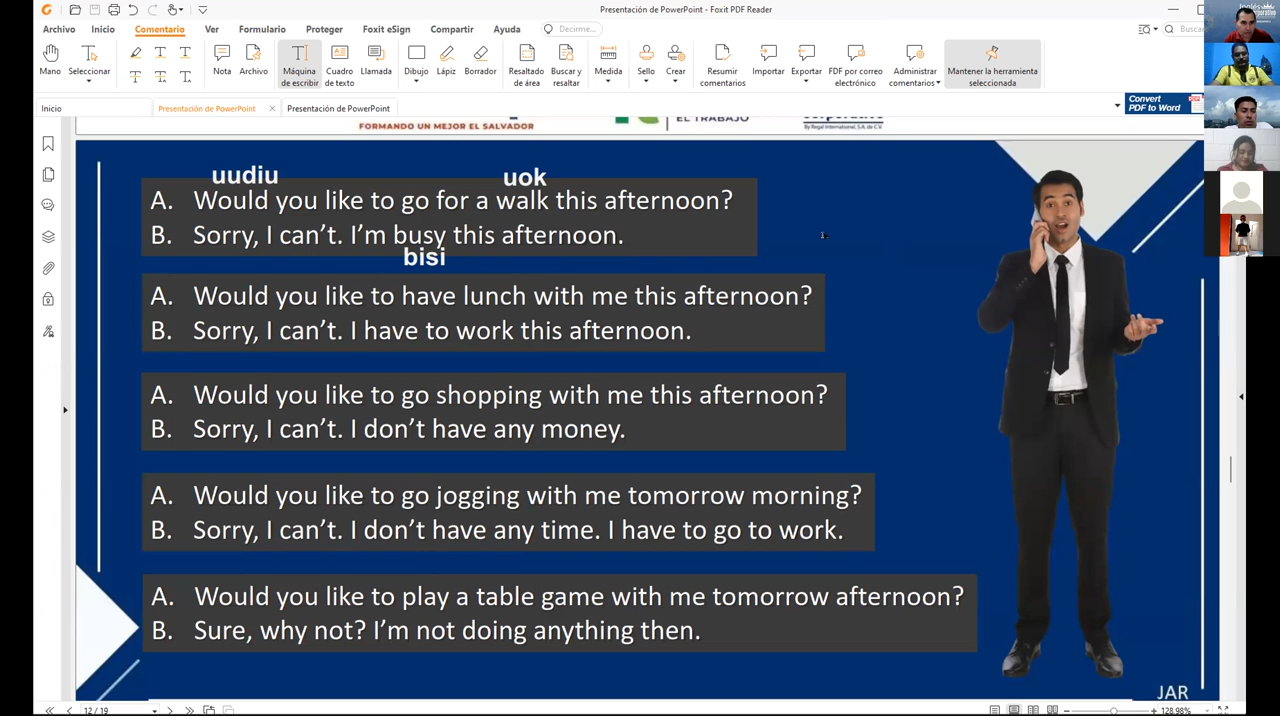 Presentación de PowerPoint - Foxit PDF Reader
Archivo Inicio Comentario Ver Formulario Proteger Foxit eSign Compartir Ayuda Decirme... Buscar
Mano Seleccionar Nota Archivo Máquina de escribir Cuadro de texto Llamada Dibujo Lápiz Borrador Resaltado de área Buscar y resaltar Medida Sello Crear Resumir comentarios Importar Exportar FDF por correo electrónico Administrar comentarios Mantener la herramienta seleccionada
Inicio Presentación de PowerPoint Presentación de PowerPoint
Convert PDF to Word
FORMANDO UN MEJOR EL SALVADOR
EL TRABAJO
uudiu uok
A. Would you like to go for a walk this afternoon?
B. Sorry, I can’t. I’m busy this afternoon.
bisi
A. Would you like to have lunch with me this afternoon?
B. Sorry, I can’t. I have to work this afternoon.
A. Would you like to go shopping with me this afternoon?
B. Sorry, I can’t. I don’t have any money.
A. Would you like to go jogging with me tomorrow morning?
B. Sorry, I can’t. I don’t have any time. I have to go to work.
A. Would you like to play a table game with me tomorrow afternoon?
B. Sure, why not? I’m not doing anything then.
JAR
12 / 19 128.98%